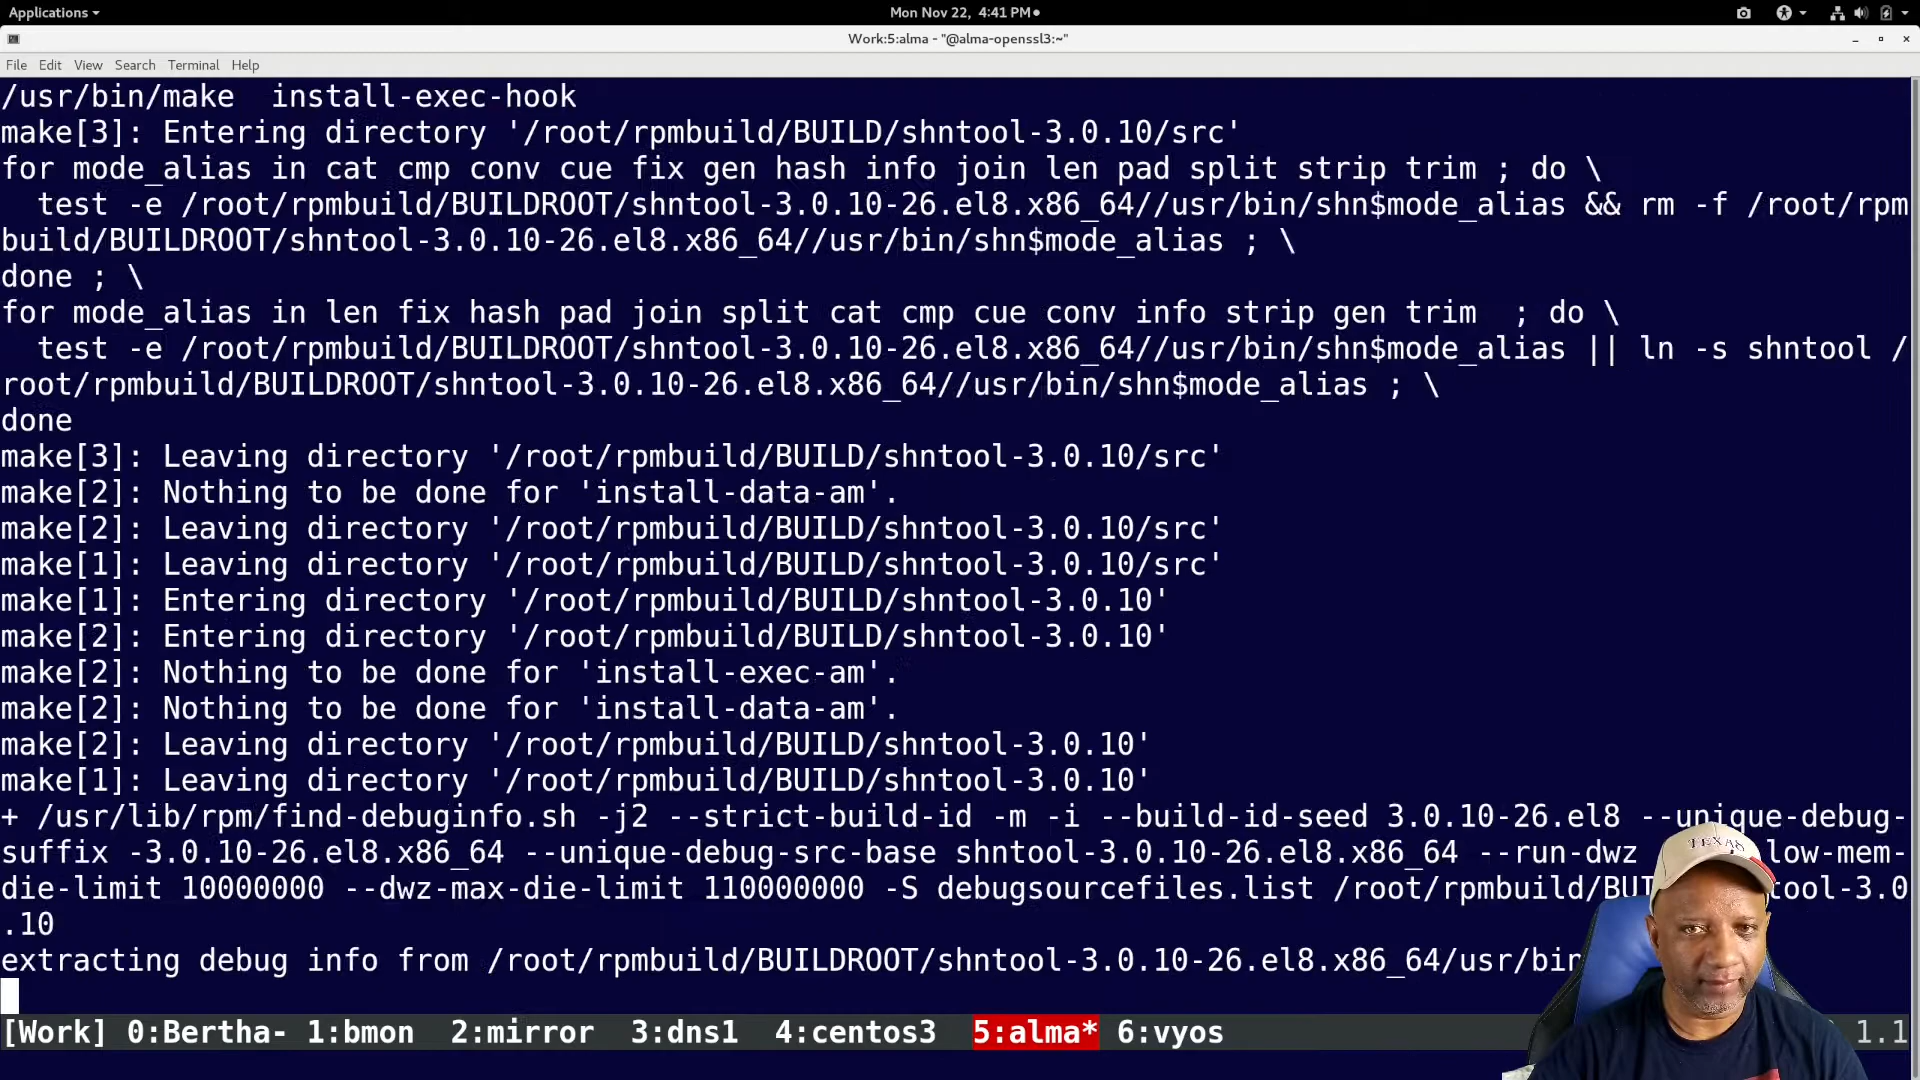 Applications
Mon Nov 22, 4:41 PM
Work:5:alma - "@alma-openssl3:~"
File Edit View Search Terminal Help
/usr/bin/make  install-exec-hook
make[3]: Entering directory '/root/rpmbuild/BUILD/shntool-3.0.10/src'
for mode_alias in cat cmp conv cue fix gen hash info join len pad split strip trim ; do \
  test -e /root/rpmbuild/BUILDROOT/shntool-3.0.10-26.el8.x86_64//usr/bin/shn$mode_alias && rm -f /root/rpm
build/BUILDROOT/shntool-3.0.10-26.el8.x86_64//usr/bin/shn$mode_alias ; \
done ; \
for mode_alias in len fix hash pad join split cat cmp cue conv info strip gen trim  ; do \
  test -e /root/rpmbuild/BUILDROOT/shntool-3.0.10-26.el8.x86_64//usr/bin/shn$mode_alias || ln -s shntool /
root/rpmbuild/BUILDROOT/shntool-3.0.10-26.el8.x86_64//usr/bin/shn$mode_alias ; \
done
make[3]: Leaving directory '/root/rpmbuild/BUILD/shntool-3.0.10/src'
make[2]: Nothing to be done for 'install-data-am'.
make[2]: Leaving directory '/root/rpmbuild/BUILD/shntool-3.0.10/src'
make[1]: Leaving directory '/root/rpmbuild/BUILD/shntool-3.0.10/src'
make[1]: Entering directory '/root/rpmbuild/BUILD/shntool-3.0.10'
make[2]: Entering directory '/root/rpmbuild/BUILD/shntool-3.0.10'
make[2]: Nothing to be done for 'install-exec-am'.
make[2]: Nothing to be done for 'install-data-am'.
make[2]: Leaving directory '/root/rpmbuild/BUILD/shntool-3.0.10'
make[1]: Leaving directory '/root/rpmbuild/BUILD/shntool-3.0.10'
+ /usr/lib/rpm/find-debuginfo.sh -j2 --strict-build-id -m -i --build-id-seed 3.0.10-26.el8 --unique-debug-
suffix -3.0.10-26.el8.x86_64 --unique-debug-src-base shntool-3.0.10-26.el8.x86_64 --run-dwz low-mem-
die-limit 10000000 --dwz-max-die-limit 110000000 -S debugsourcefiles.list /root/rpmbuild/BU tool-3.0
.10
extracting debug info from /root/rpmbuild/BUILDROOT/shntool-3.0.10-26.el8.x86_64/usr/bin
TEXAS
[Work] 0:Bertha- 1:bmon  2:mirror  3:dns1  4:centos3  5:alma* 6:vyos 1.1